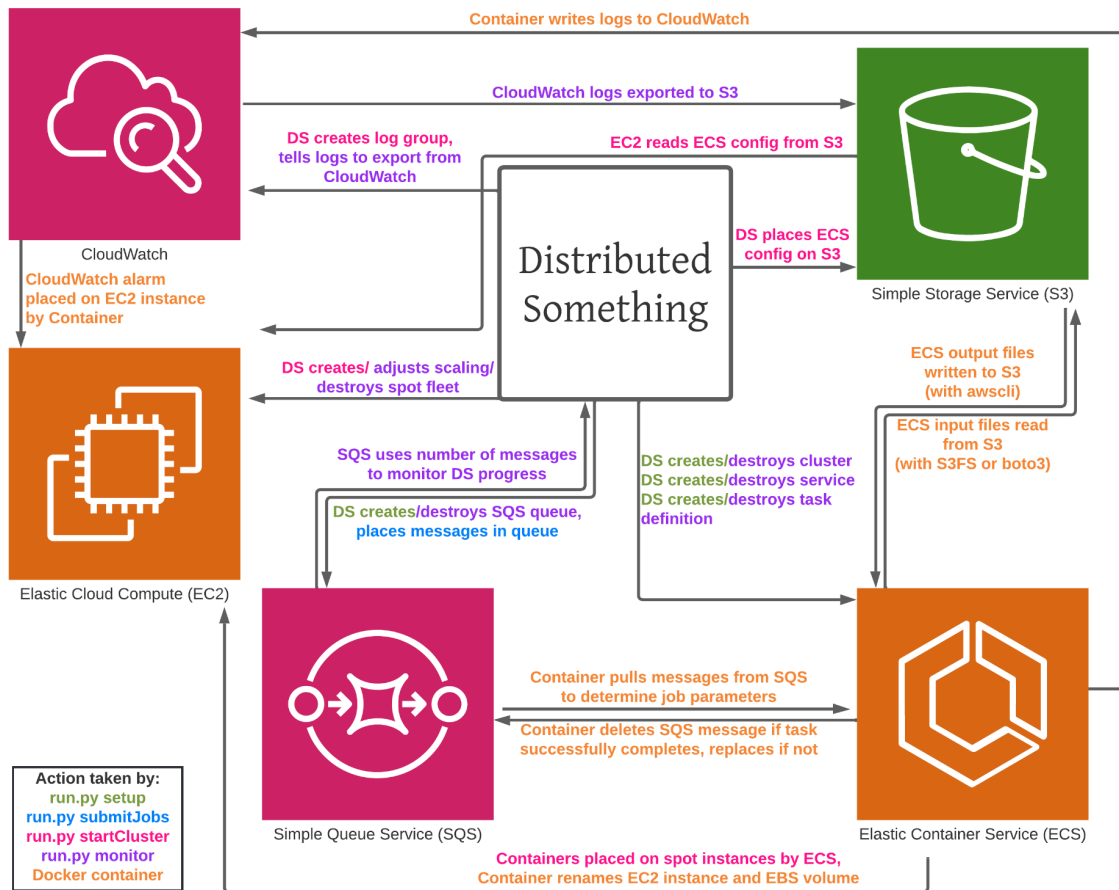 Container writes logs to CloudWatch
CloudWatch logs exported to S3
DS creates log group,
tells logs to export from
CloudWatch
EC2 reads ECS config from S3
CloudWatch
Distributed
Something
DS places ECS
config on S3
Simple Storage Service (S3)
CloudWatch alarm
placed on EC2 instance
by Container
DS creates/ adjusts scaling/
destroys spot fleet
ECS output files
written to S3
(with awscli)
ECS input files read
from S3
(with S3FS or boto3)
SQS uses number of messages
to monitor DS progress
DS creates/destroys cluster
DS creates/destroys service
DS creates/destroys task
definition
DS creates/destroys SQS queue,
places messages in queue
Elastic Cloud Compute (EC2)
Container pulls messages from SQS
to determine job parameters
Container deletes SQS message if task
successfully completes, replaces if not
Simple Queue Service (SQS)
Elastic Container Service (ECS)
Action taken by:
run.py setup
run.py submitJobs
run.py startCluster
run.py monitor
Docker container
Containers placed on spot instances by ECS,
Container renames EC2 instance and EBS volume